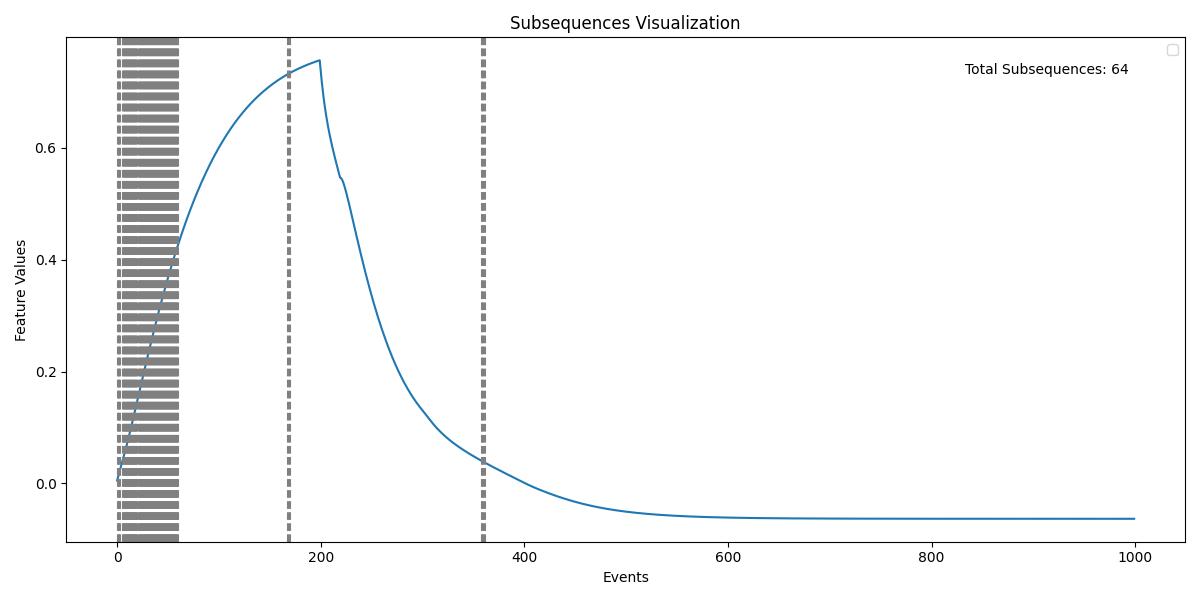 Subsequences Visualization
Total Subsequences: 64
Feature Values
0.6
0.4
0.2
0.0
0 200 400 600 800 1000
Events